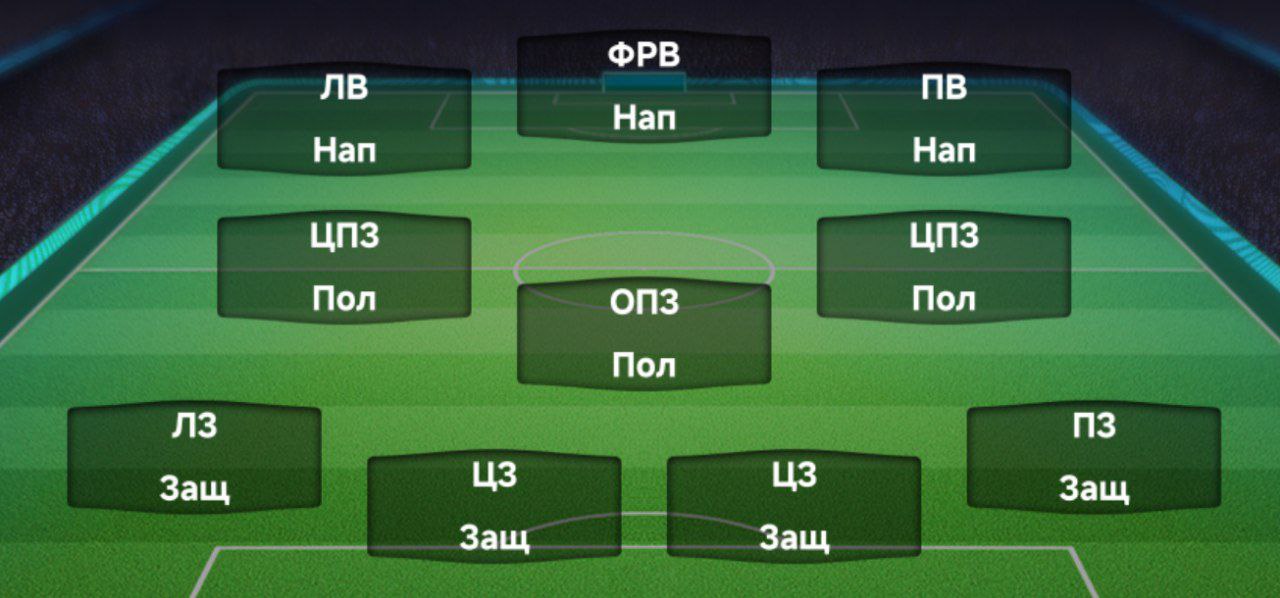 ФРВ
Нап
ЛВ
Нап
ПВ
Нап
ЦПЗ
Пол
ЦПЗ
Пол
ОПЗ
Пол
ЛЗ
Защ
ПЗ
Защ
ЦЗ
Защ
ЦЗ
Защ